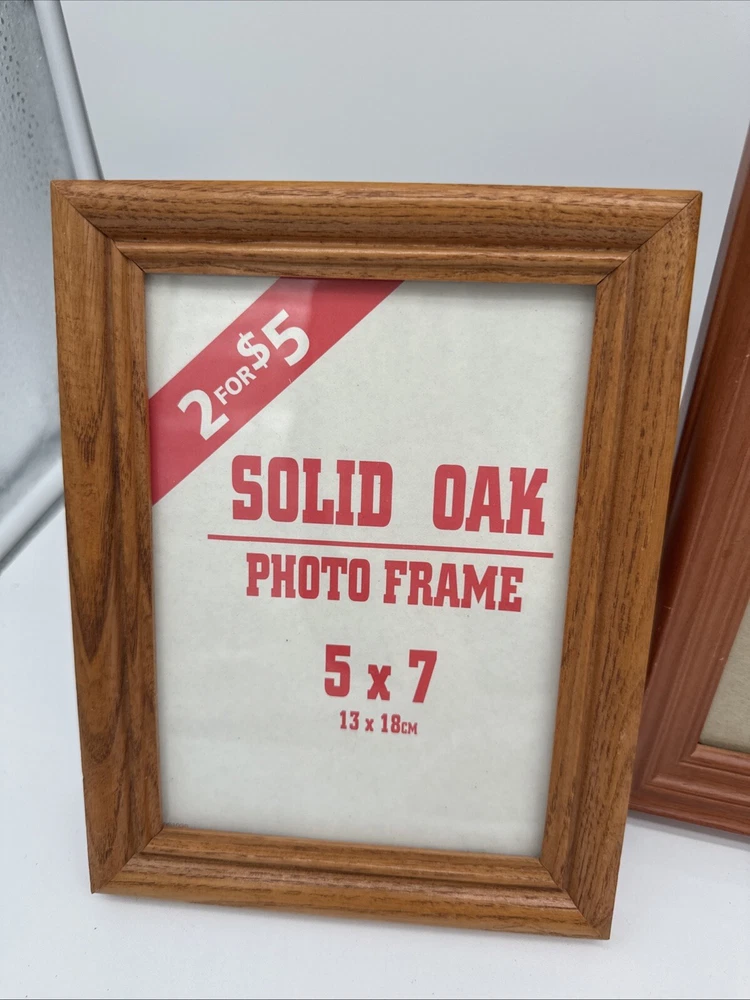 2 FOR $5
SOLID OAK
PHOTO FRAME
5 x 7
13 x 18CM